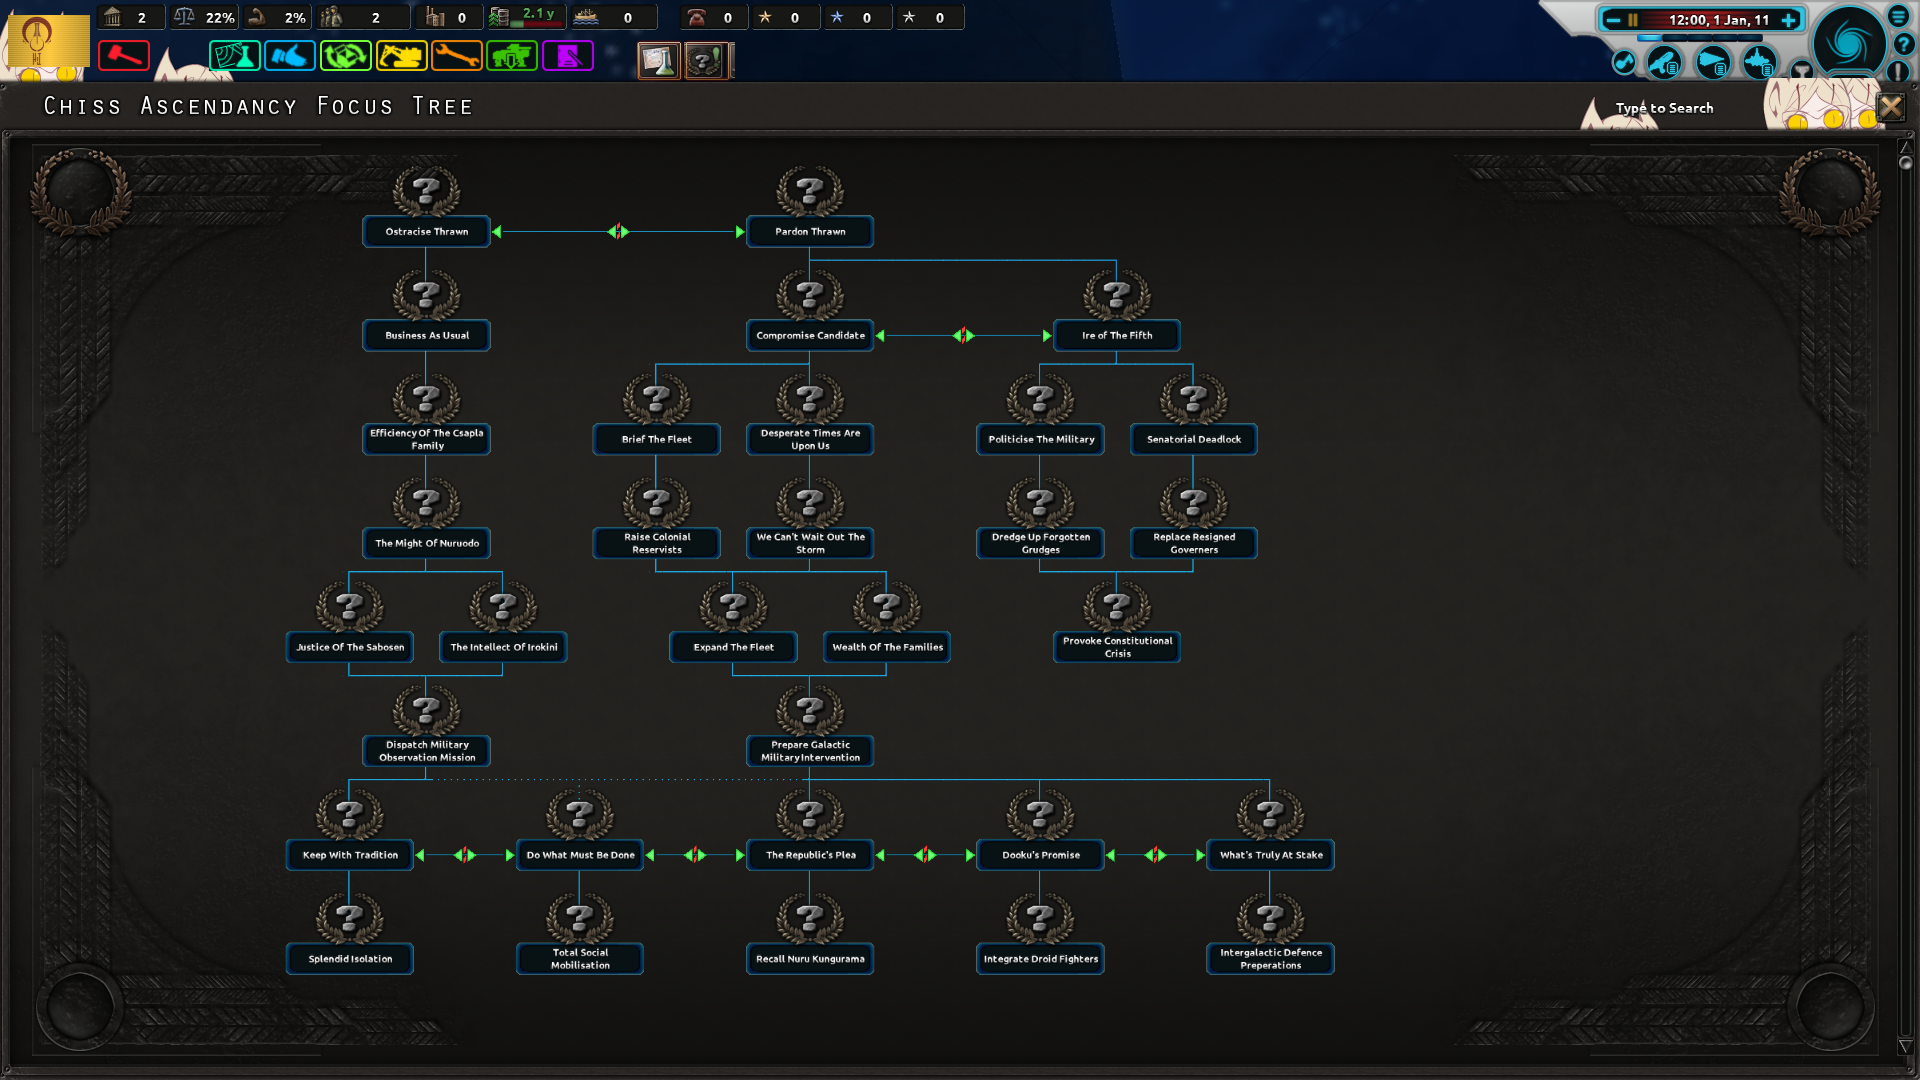 2
22%
2%
2
0
2.1 y
0
0
0
0
0
12:00, 1 Jan, 11
Chiss Ascendancy Focus Tree
Type to Search
Ostracise Thrawn
Pardon Thrawn
Business As Usual
Compromise Candidate
Ire of The Fifth
Efficiency Of The Csapla
Family
Brief The Fleet
Desperate Times Are
Upon Us
Politicise The Military
Senatorial Deadlock
The Might Of Nuruodo
Raise Colonial
Reservists
We Can't Wait Out The
Storm
Dredge Up Forgotten
Grudges
Replace Resigned
Governers
Justice Of The Sabosen
The Intellect Of Irokini
Expand The Fleet
Wealth Of The Families
Provoke Constitutional
Crisis
Dispatch Military
Observation Mission
Prepare Galactic
Military Intervention
Keep With Tradition
Do What Must Be Done
The Republic's Plea
Dooku's Promise
What's Truly At Stake
Splendid Isolation
Total Social
Mobilisation
Recall Nuru Kungurama
Integrate Droid Fighters
Intergalactic Defence
Preperations